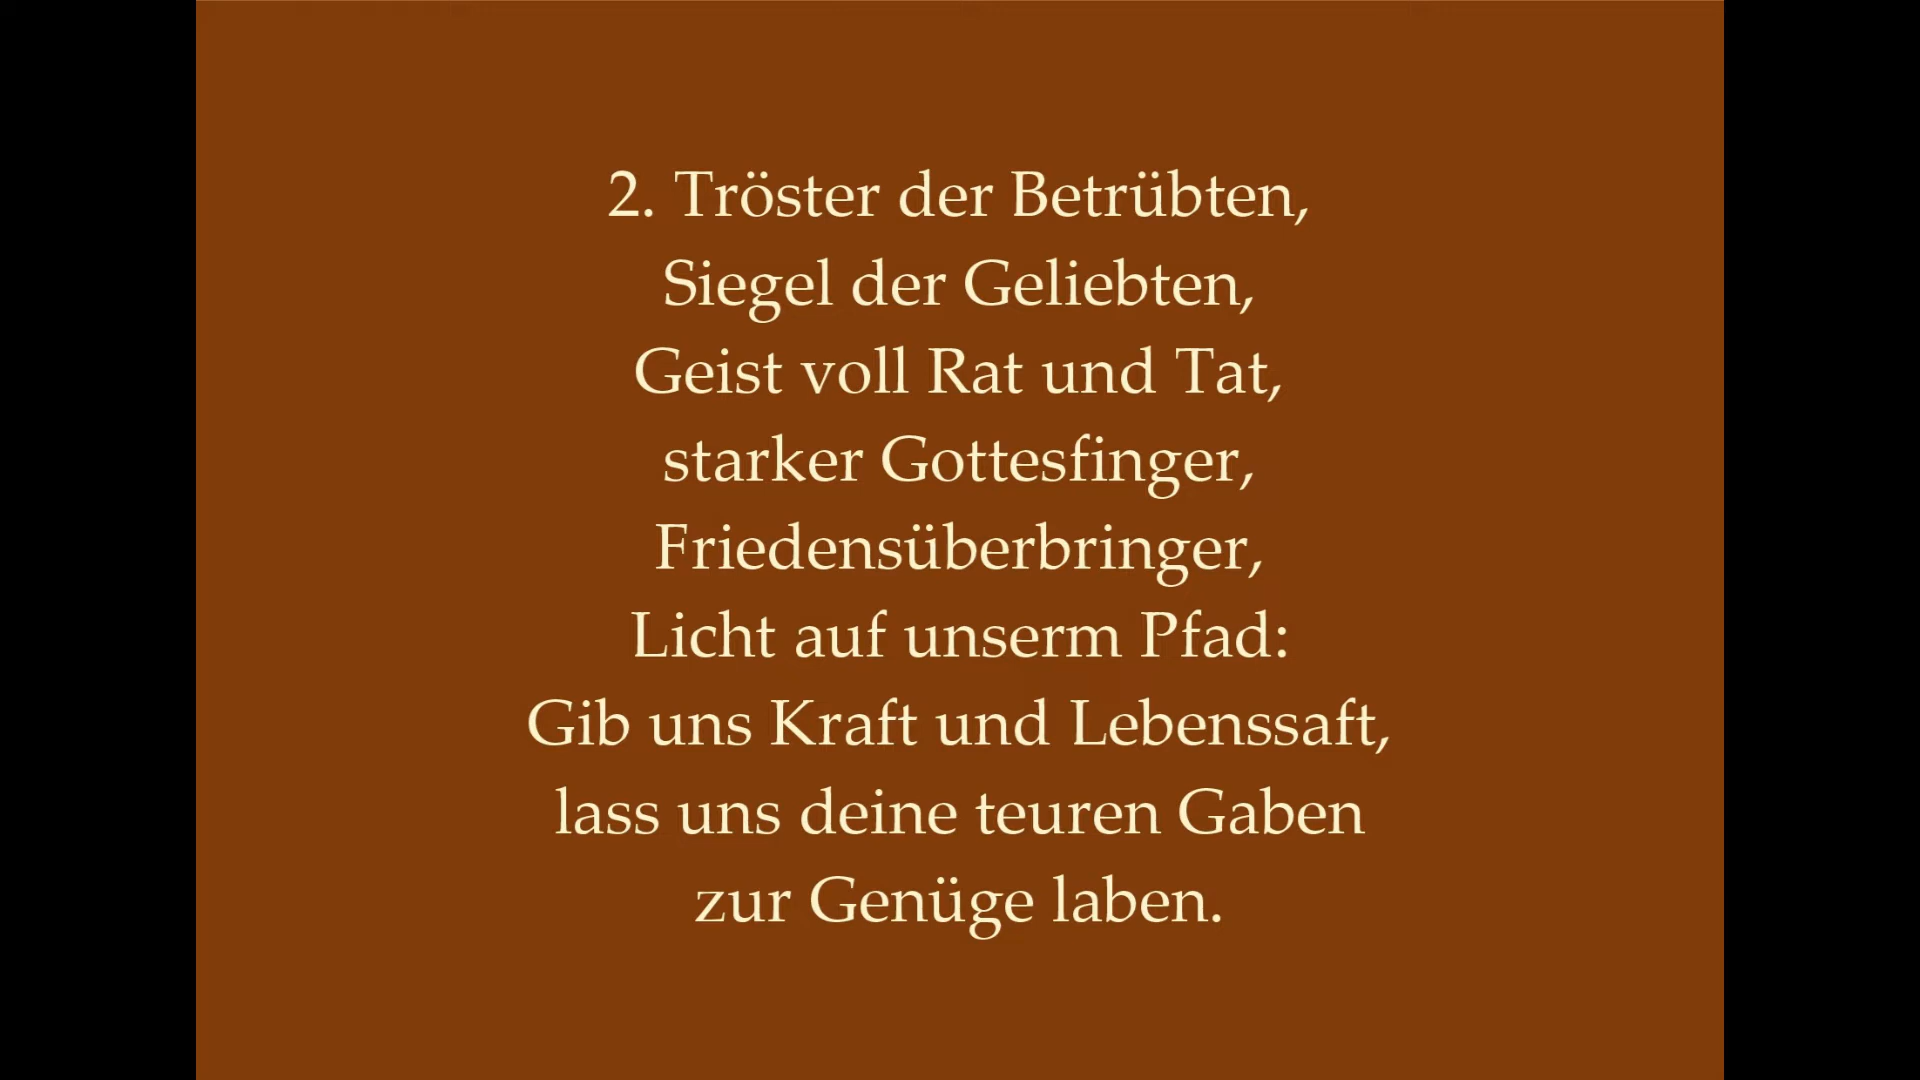 2. Tröster der Betrübten,
Siegel der Geliebten,
Geist voll Rat und Tat,
starker Gottesfinger,
Friedensüberbringer,
Licht auf unserm Pfad:
Gib uns Kraft und Lebenssaft,
lass uns deine teuren Gaben
zur Genüge laben.